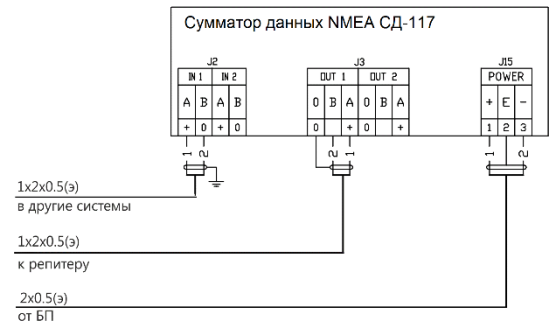 Сумматор данных NMEA СД-117
J2 J3 J15
IN 1 IN 2 OUT 1 OUT 2 POWER
A B A B 0 B A 0 B A + E -
+ 0 + 0 0 + + 1 2 3
1 2 1 2 1 2
1x2x0.5(э)
в другие системы
1x2x0.5(э)
к репитеру
2x0.5(э)
от БП